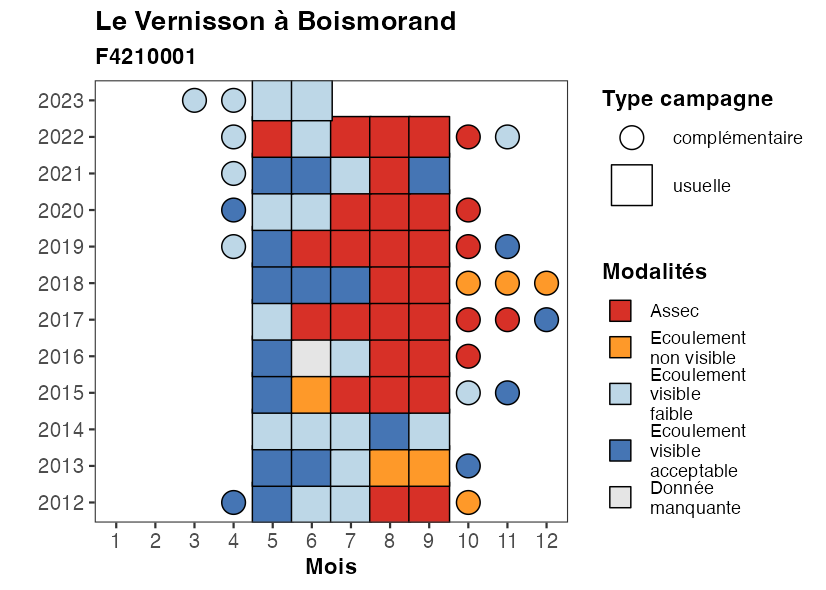 Le Vernisson à Boismorand
F4210001
2023
2022
2021
2020
2019
2018
2017
2016
2015
2014
2013
2012
1 2 3 4 5 6 7 8 9 10 11 12
Mois
Type campagne
complémentaire
usuelle
Modalités
Assec
Ecoulement
non visible
Ecoulement
visible
faible
Ecoulement
visible
acceptable
Donnée
manquante